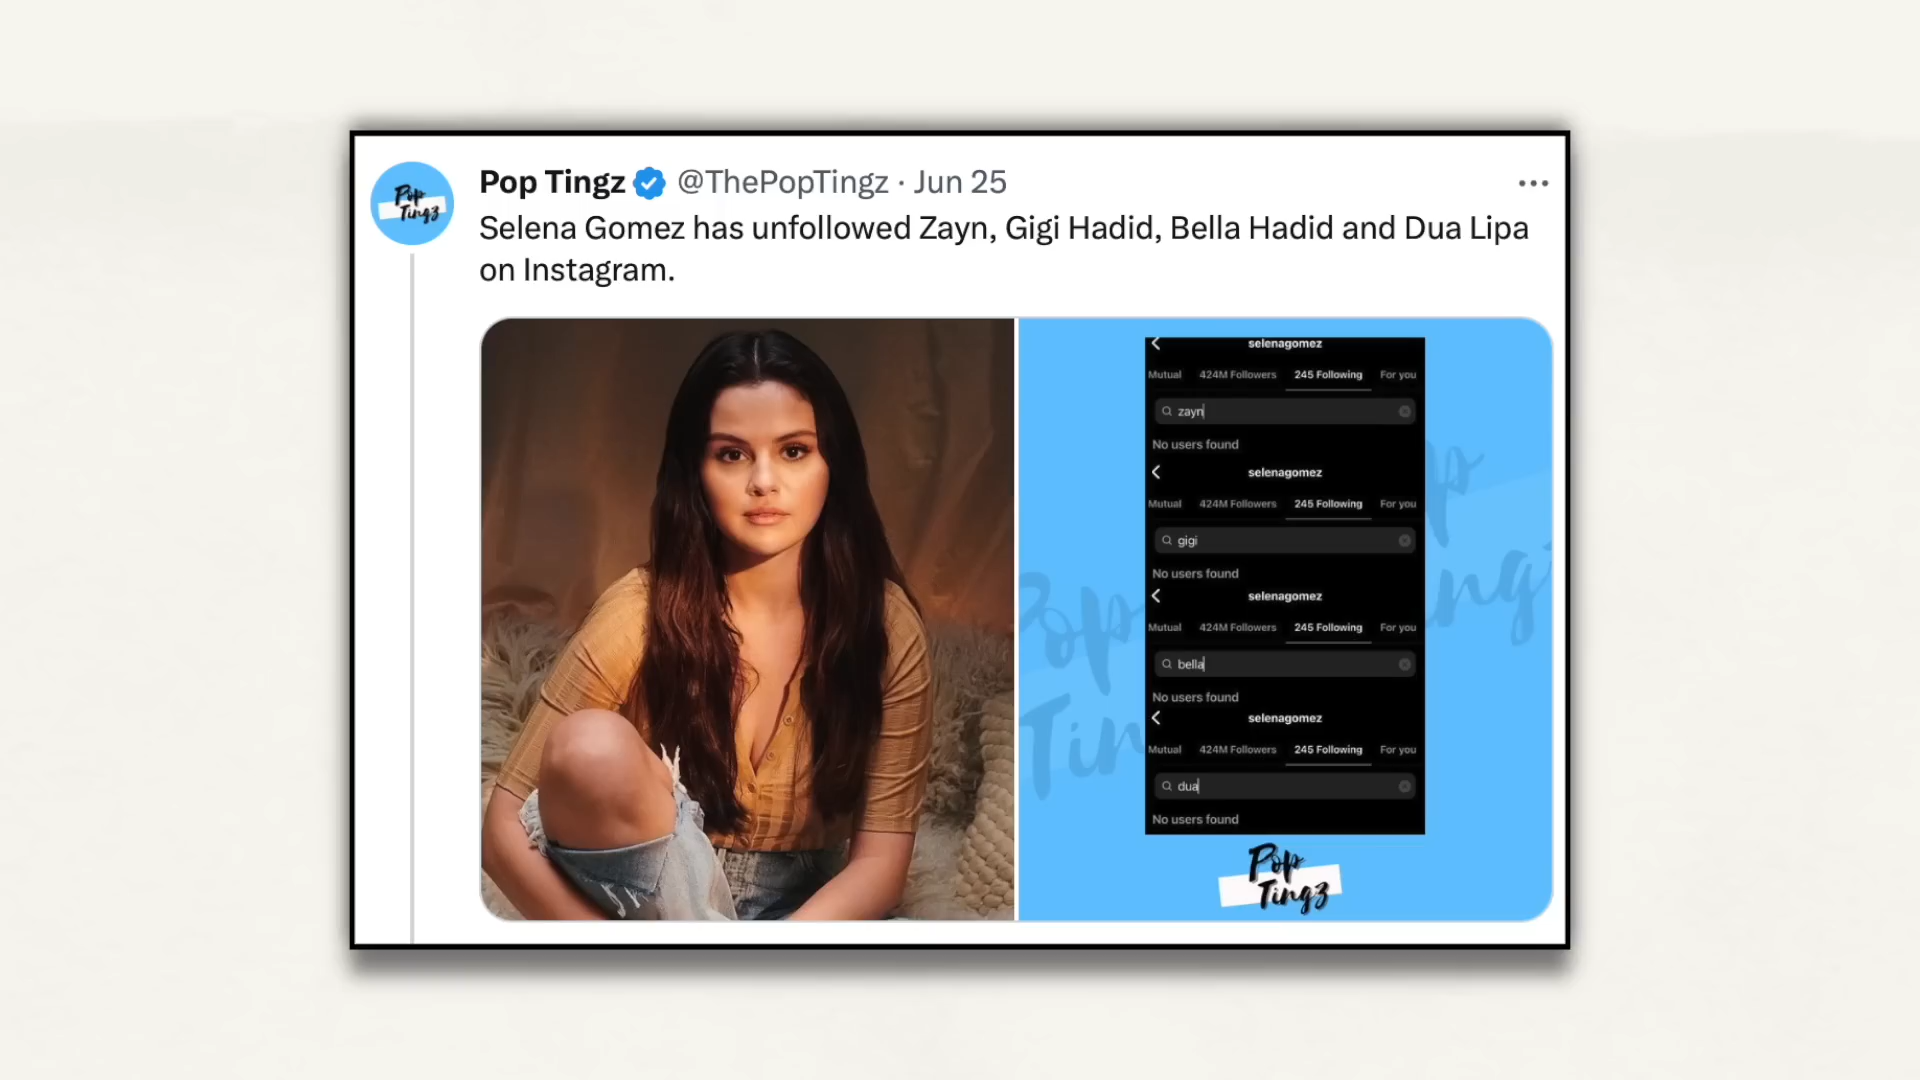 Pop Tingz @ThePopTingz · Jun 25
Selena Gomez has unfollowed Zayn, Gigi Hadid, Bella Hadid and Dua Lipa
on Instagram.
Pop
Tingz
selenagomez
Mutual 424M Followers 245 Following For you
zayn
No users found
selenagomez
Mutual 424M Followers 245 Following For you
gigi
No users found
selenagomez
Mutual 424M Followers 245 Following For you
bella
No users found
selenagomez
Mutual 424M Followers 245 Following For you
dua
No users found
Pop
Tingz